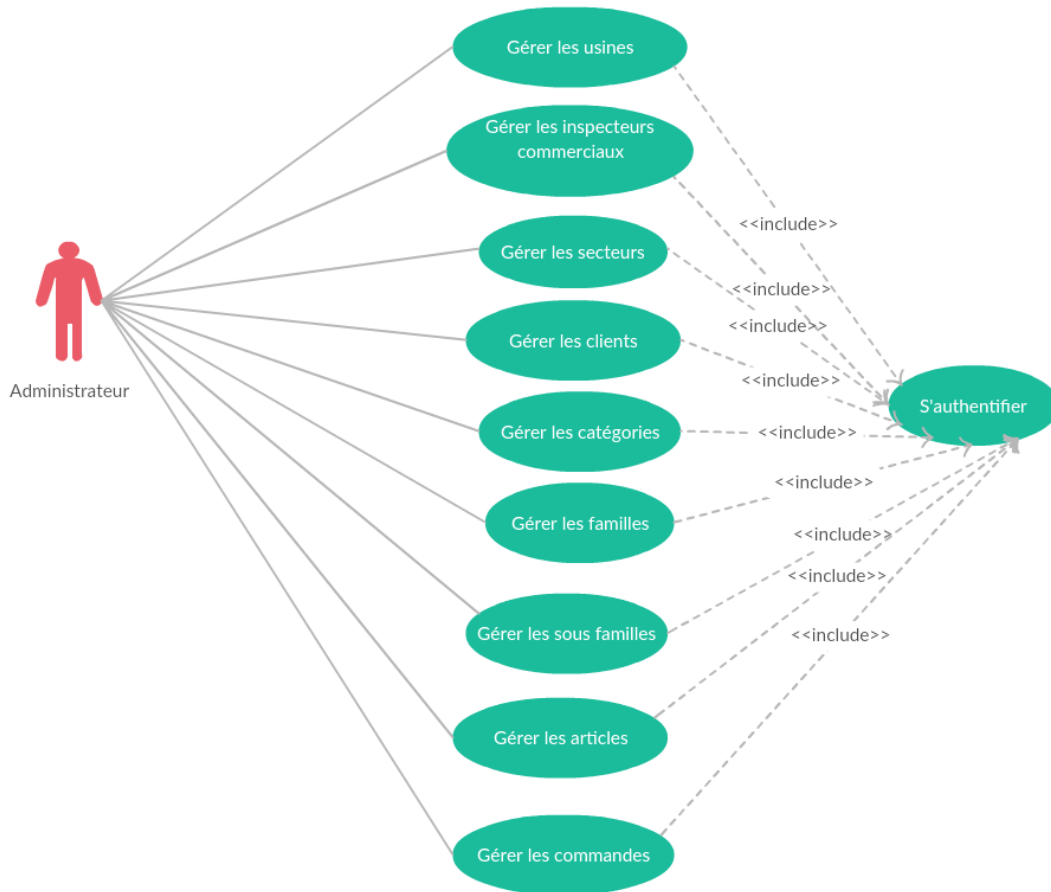 Gérer les usines
Gérer les inspecteurs
commerciaux
<<include>>
Gérer les secteurs
<<include>>
<<include>>
Gérer les clients
<<include>>
Administrateur
S'authentifier
Gérer les catégories
<<include>>
<<include>>
Gérer les familles
<<include>>
<<include>>
Gérer les sous familles
<<include>>
Gérer les articles
Gérer les commandes